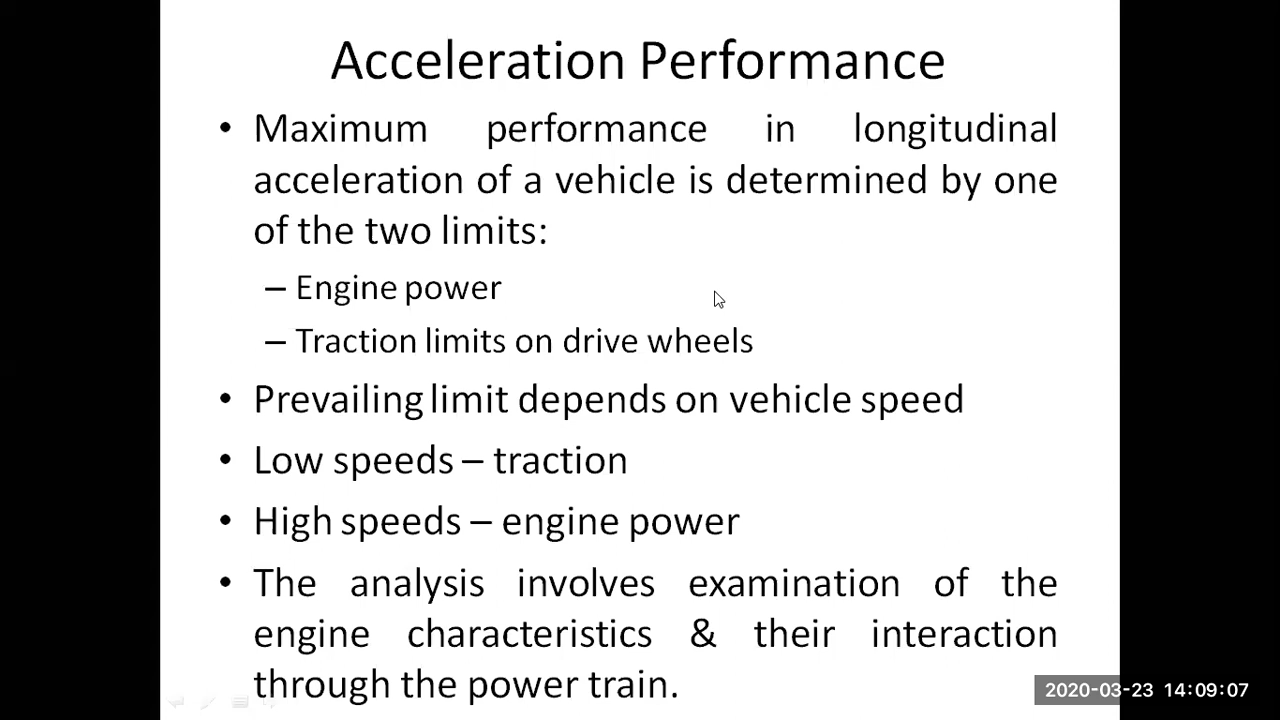 Acceleration Performance
• Maximum performance in longitudinal
acceleration of a vehicle is determined by one
of the two limits:
– Engine power
– Traction limits on drive wheels
• Prevailing limit depends on vehicle speed
• Low speeds – traction
• High speeds – engine power
• The analysis involves examination of the
engine characteristics & their interaction
through the power train.
2020-03-23 14:09:07